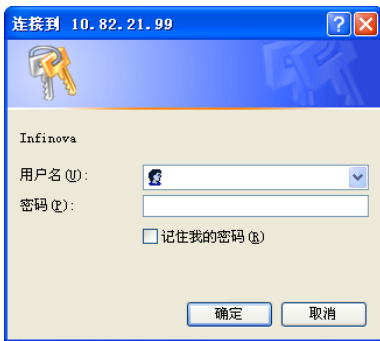 连接到 10.82.21.99
Infinova
用户名(U):
密码(P):
记住我的密码(R)
确定
取消